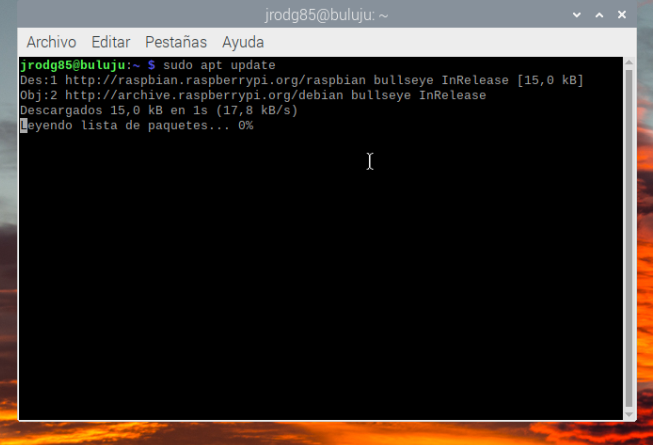 jrodg85@buluju: ~
Archivo Editar Pestañas Ayuda
jrodg85@buluju:~ $ sudo apt update
Des:1 http://raspbian.raspberrypi.org/raspbian bullseye InRelease [15,0 kB]
Obj:2 http://archive.raspberrypi.org/debian bullseye InRelease
Descargados 15,0 kB en 1s (17,8 kB/s)
Leyendo lista de paquetes... 0%